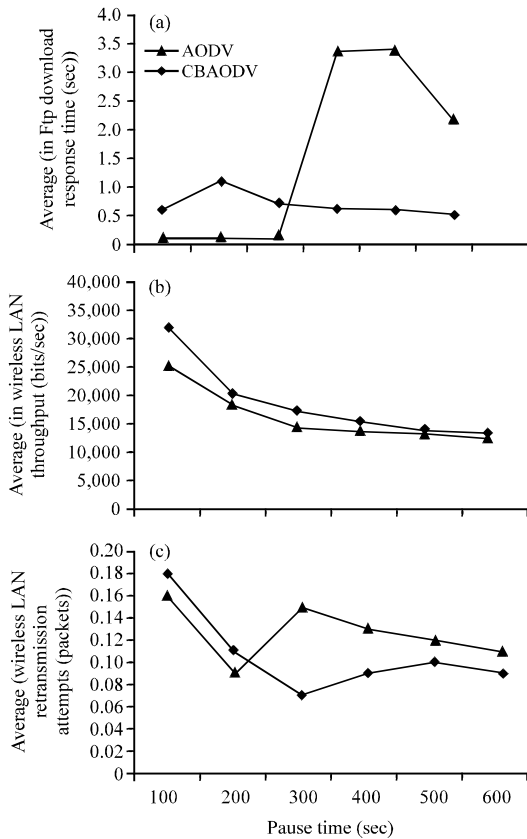 (a)
AODV
CBAODV
Average (in Ftp download
response time (sec))
4.0
3.5
3.0
2.5
2.0
1.5
1.0
0.5
0
(b)
Average (in wireless LAN
throughput (bits/sec))
40,000
35,000
30,000
25,000
20,000
15,000
10,000
5,000
0
(c)
Average (wireless LAN
retransmission
attempts (packets))
0.20
0.18
0.16
0.14
0.12
0.10
0.08
0.06
0.04
0.02
0
100 200 300 400 500 600
Pause time (sec)